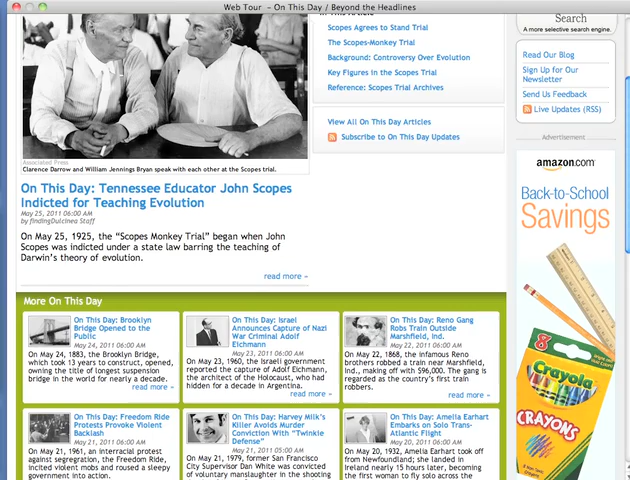 Web Tour - On This Day / Beyond the Headlines
Scopes Agrees to Stand Trial
The Scopes-Monkey Trial
Background: Controversy Over Evolution
Key Figures in the Scopes Trial
Reference: Scopes Trial Archives
View All On This Day Articles
Subscribe to On This Day Updates
Search
A more selective search engine.
Read Our Blog
Sign Up for Our
Newsletter
Send Us Feedback
Live Updates (RSS)
Advertisement
amazon.com
Back-to-School
Savings
8
Crayola
CRAYONS
Associated Press
Clarence Darrow and William Jennings Bryan speak with each other at the Scopes trial.
On This Day: Tennessee Educator John Scopes
Indicted for Teaching Evolution
May 25, 2011 06:00 AM
by findingDulcinea Staff
On May 25, 1925, the “Scopes Monkey Trial” began when John
Scopes was indicted under a state law barring the teaching of
Darwin’s theory of evolution.
read more »
More On This Day
On This Day: Brooklyn
Bridge Opened to the
Public
May 24, 2011 06:00 AM
On May 24, 1883, the Brooklyn Bridge,
which took 13 years to construct, opened,
owning the title of longest suspension
bridge in the world for nearly a decade.
read more »
On This Day: Israel
Announces Capture of Nazi
War Criminal Adolf
Eichmann
May 23, 2011 06:00 AM
On May 23, 1960, the Israeli government
reported the capture of Adolf Eichmann,
the architect of the Holocaust, who had
hidden for a decade in Argentina.
read more »
On This Day: Reno Gang
Robs Train Outside
Marshfield, Ind.
May 22, 2011 06:00 AM
On May 22, 1868, the infamous Reno
brothers robbed a train near Marshfield,
Ind., making off with $96,000. The gang is
regarded as the country’s first train
robbers.
read more »
On This Day: Freedom Ride
Protests Provoke Violent
Backlash
May 21, 2011 06:00 AM
On May 21, 1961, an interracial protest
against segregation, the Freedom Ride,
incited violent mobs and roused a sleepy
government into action.
On This Day: Harvey Milk’s
Killer Avoids Murder
Conviction With “Twinkie
Defense”
May 21, 2011 05:00 AM
On May 21, 1979, former San Francisco
City Supervisor Dan White was convicted
of voluntary manslaughter in the shooting
On This Day: Amelia Earhart
Embarks on Solo Trans-
Atlantic Flight
May 20, 2011 06:00 AM
On May 20, 1932, Amelia Earhart took off
from Newfoundland; she landed in
Ireland nearly 15 hours later, becoming
the first woman to fly solo across the